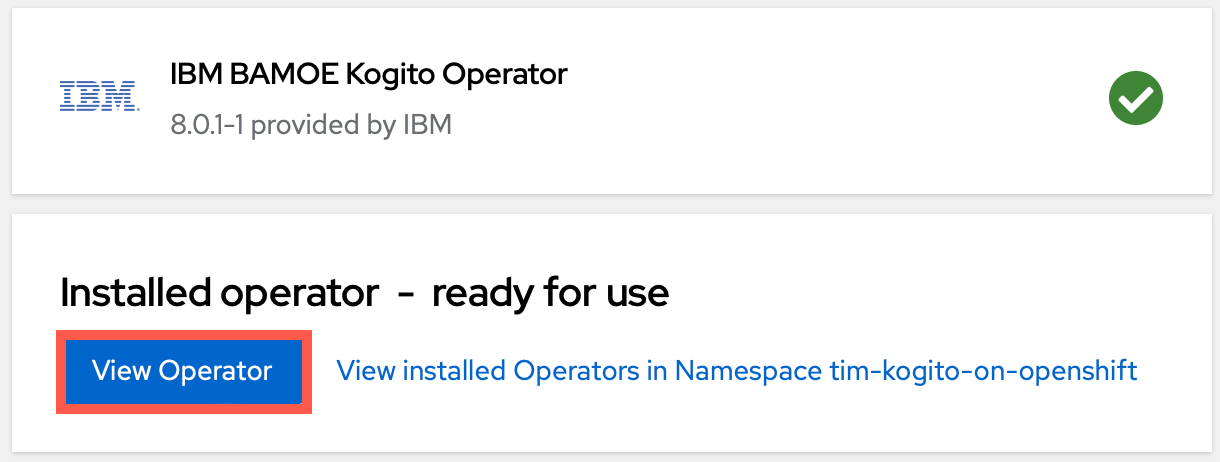 IBM
IBM BAMOE Kogito Operator
8.0.1-1 provided by IBM
Installed operator - ready for use
View Operator
View installed Operators in Namespace tim-kogito-on-openshift